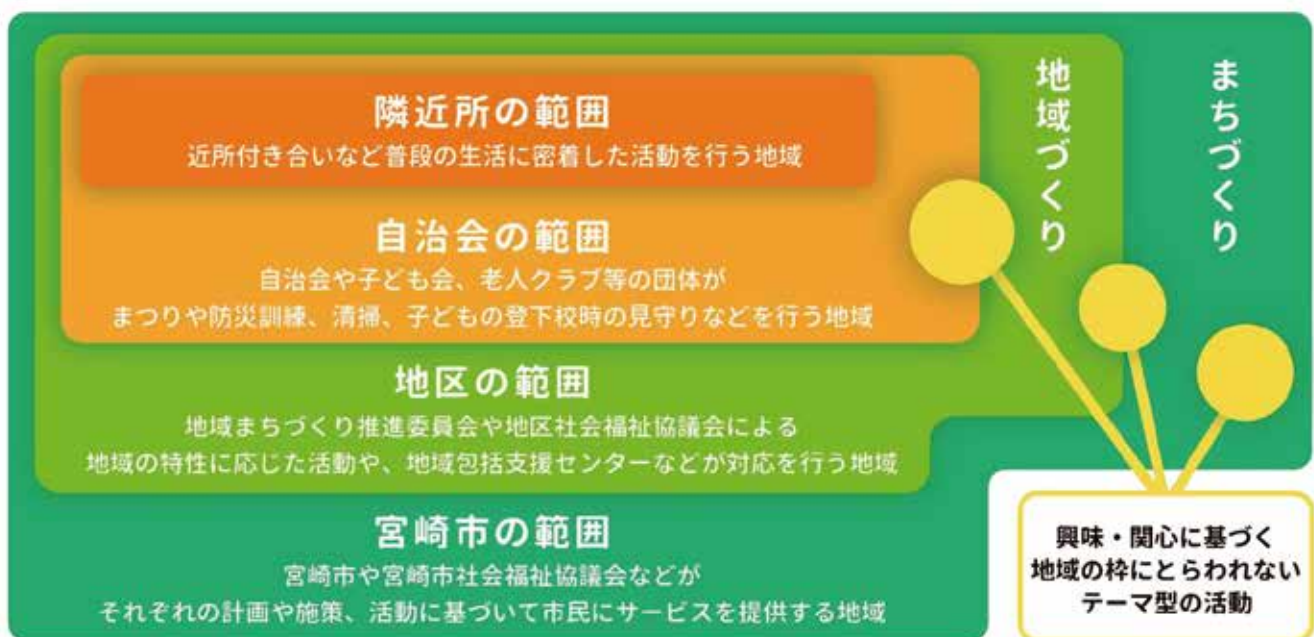 隣近所の範囲
近所付き合いなど普段の生活に密着した活動を行う地域
自治会の範囲
自治会や子ども会、老人クラブ等の団体が
まつりや防災訓練、清掃、子どもの登下校時の見守りなどを行う地域
地区の範囲
地域まちづくり推進委員会や地区社会福祉協議会による
地域の特性に応じた活動や、地域包括支援センターなどが対応を行う地域
宮崎市の範囲
宮崎市や宮崎市社会福祉協議会などが
それぞれの計画や施策、活動に基づいて市民にサービスを提供する地域
地域づくり
まちづくり
興味・関心に基づく
地域の枠にとらわれない
テーマ型の活動